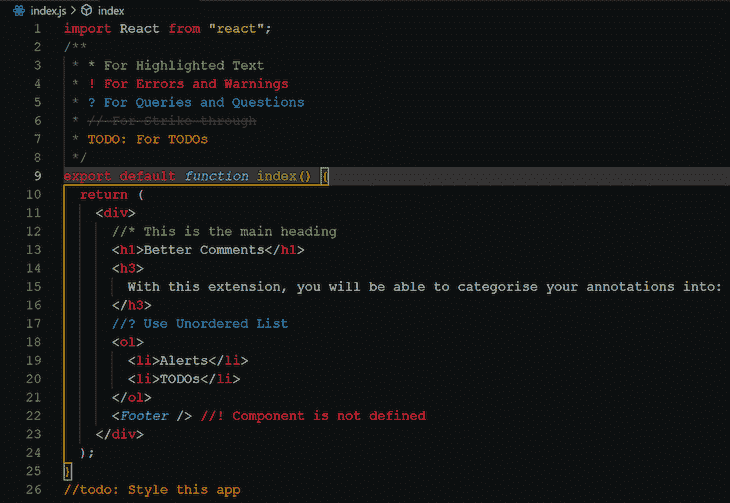 index.js > index
1 import React from "react";
2 /**
3 * * For Highlighted Text
4 * ! For Errors and Warnings
5 * ? For Queries and Questions
6 * // For Strike through
7 * TODO: For TODOs
8 */
9 export default function index() {
10 return (
11 <div>
12 //* This is the main heading
13 <h1>Better Comments</h1>
14 <h3>
15 With this extension, you will be able to categorise your annotations into:
16 </h3>
17 //? Use Unordered List
18 <ol>
19 <li>Alerts</li>
20 <li>TODOs</li>
21 </ol>
22 <Footer /> //! Component is not defined
23 </div>
24 );
25 }
26 //todo: Style this app